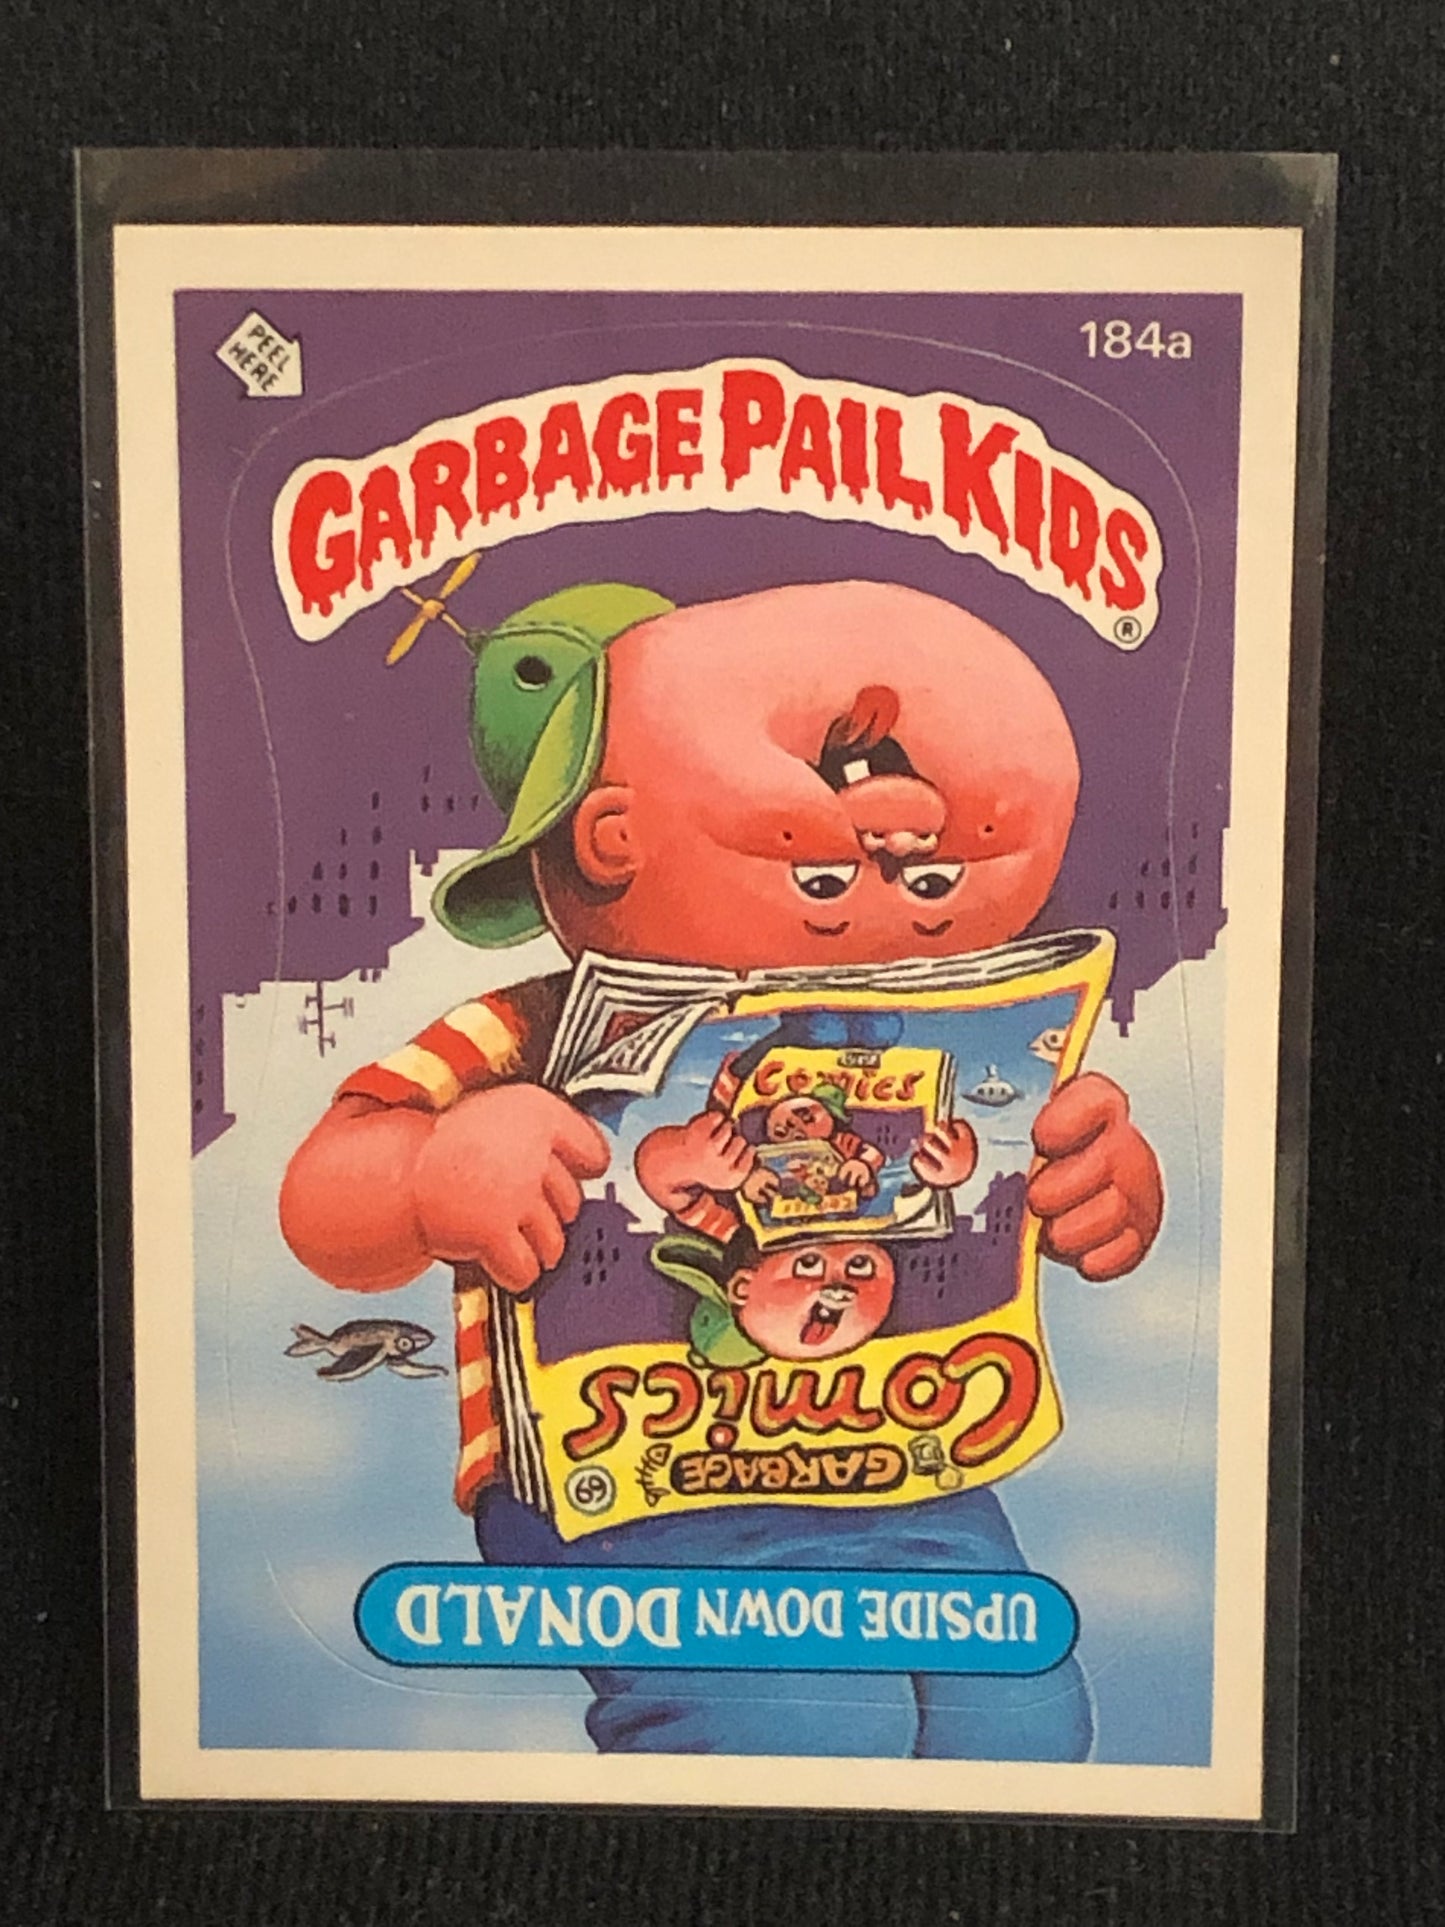 PEEL
HERE
184a
GARBAGE PAIL KIDS
®
Comics
Comics
GARBAGE
69
UPSIDE DOWN DONALD